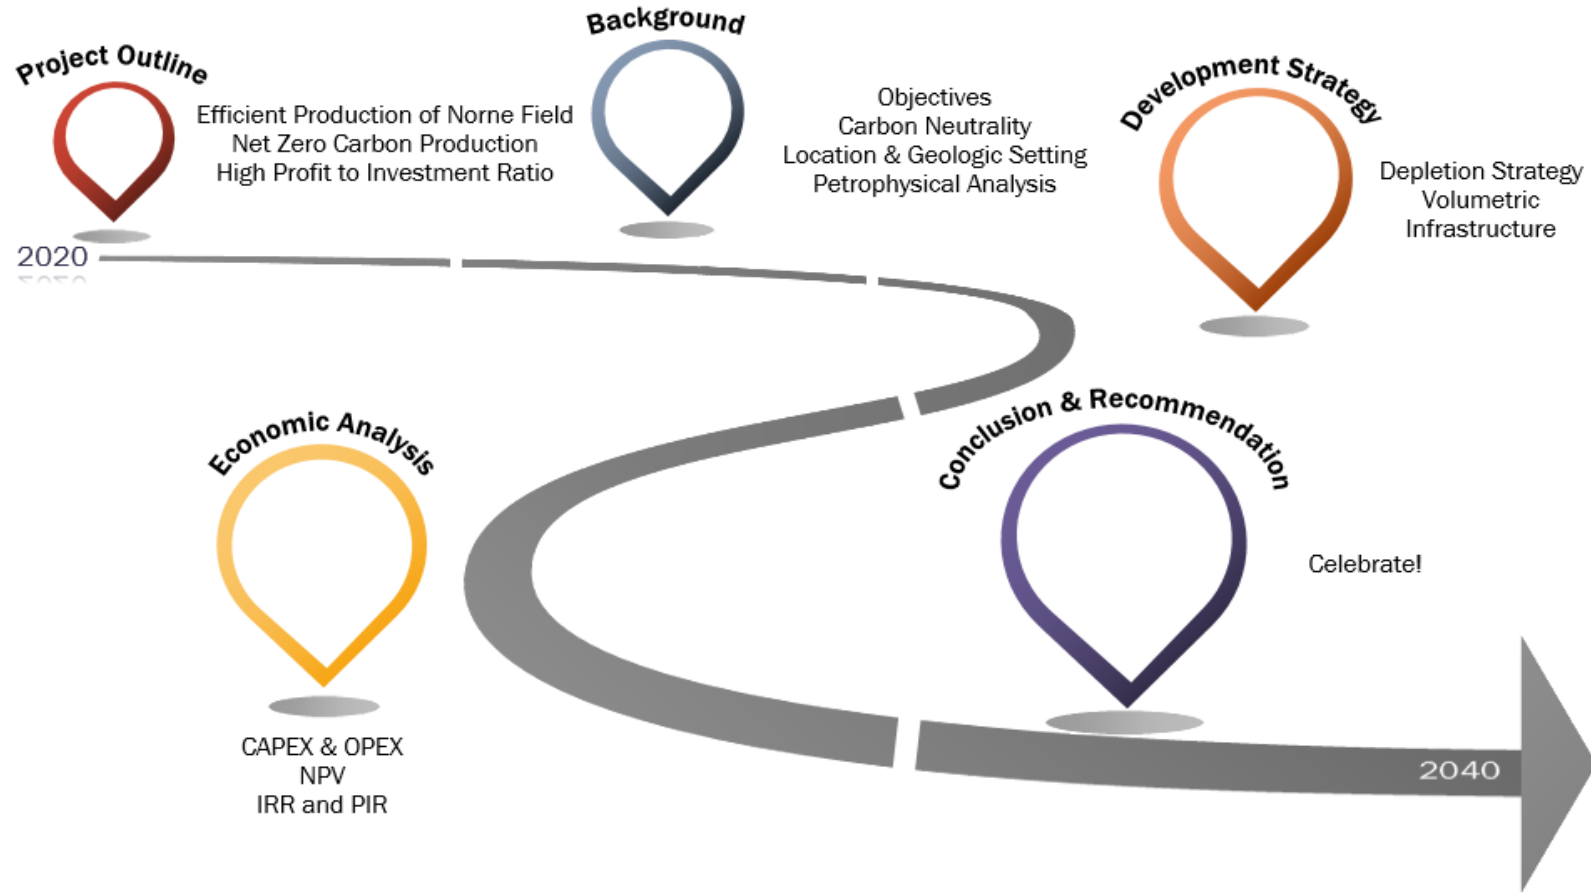 Project Outline
Efficient Production of Norne Field
Net Zero Carbon Production
High Profit to Investment Ratio
Background
Objectives
Carbon Neutrality
Location & Geologic Setting
Petrophysical Analysis
Development Strategy
Depletion Strategy
Volumetric
Infrastructure
2020
Economic Analysis
CAPEX & OPEX
NPV
IRR and PIR
Conclusion & Recommendation
Celebrate!
2040